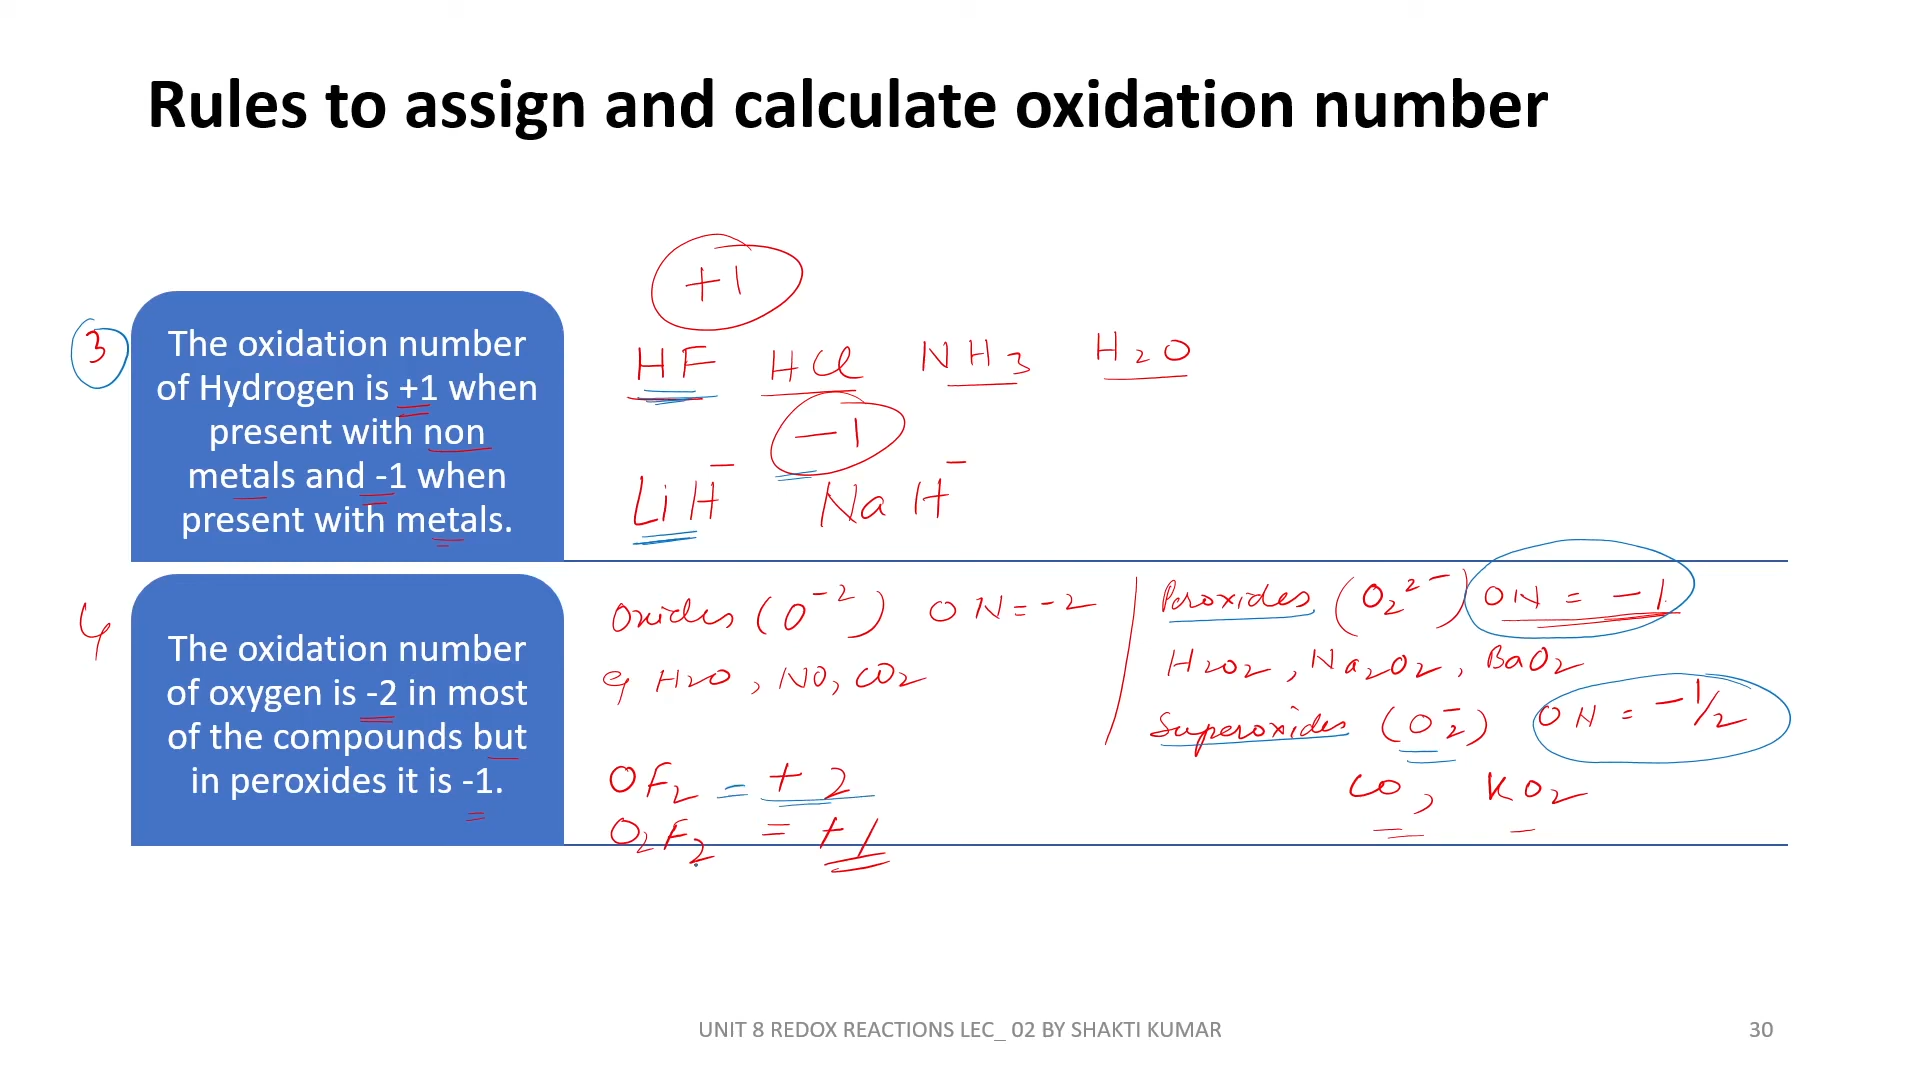 Rules to assign and calculate oxidation number
3
The oxidation number
of Hydrogen is +1 when
present with non
metals and -1 when
present with metals.
+1
HF HCl NH3 H2O
-1
LiH⁻ NaH⁻
4
The oxidation number
of oxygen is -2 in most
of the compounds but
in peroxides it is -1.
Oxides (O⁻²) ON = -2
eg H2O, NO, CO2
OF2 = +2
O2F2 = +1
Peroxides (O2²⁻) ON = -1
H2O2, Na2O2, BaO2
Superoxides (O2⁻) ON = -1/2
CO, KO2
UNIT 8 REDOX REACTIONS LEC_ 02 BY SHAKTI KUMAR
30